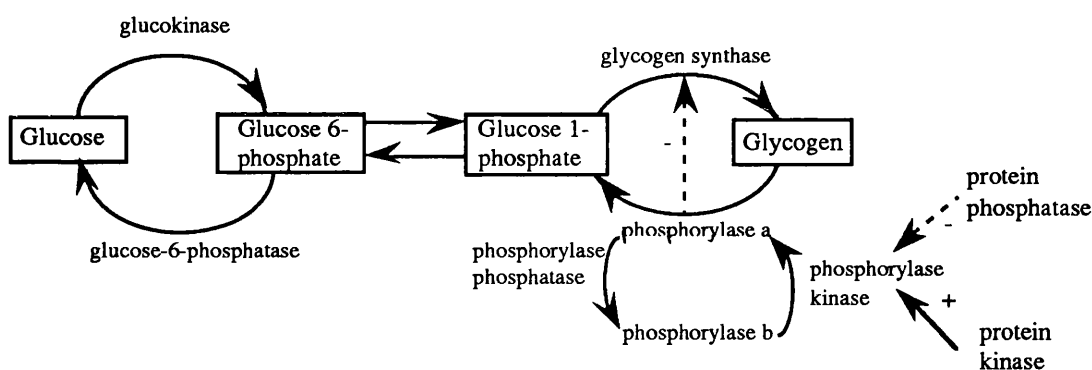 glucokinase
glycogen synthase
Glucose
Glucose 6-
phosphate
Glucose 1-
phosphate
Glycogen
-
glucose-6-phosphatase
phosphorylase a
phosphorylase
phosphatase
phosphorylase b
phosphorylase
kinase
protein
phosphatase
-
+
protein
kinase